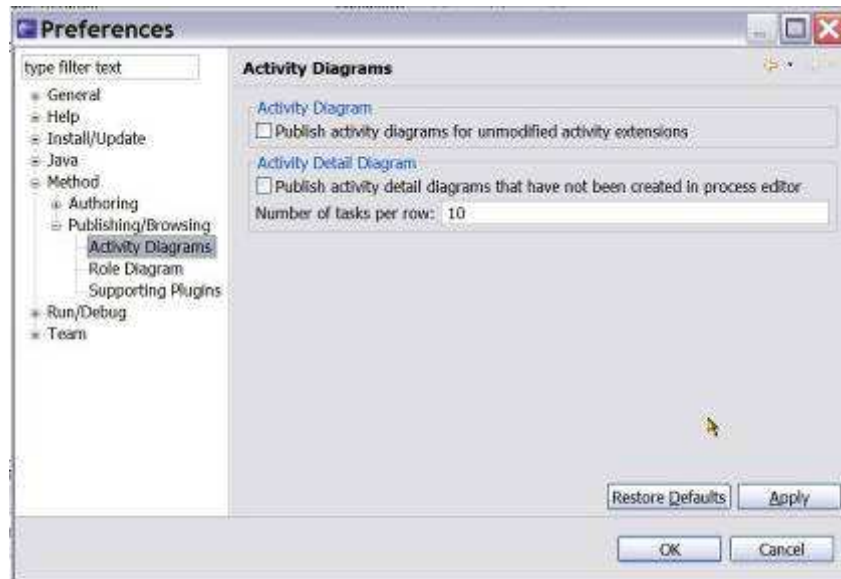 Preferences
type filter text
General
Help
Install/Update
Java
Method
Authoring
Publishing/Browsing
Activity Diagrams
Role Diagram
Supporting Plugins
Run/Debug
Team
Activity Diagrams
Activity Diagram
Publish activity diagrams for unmodified activity extensions
Activity Detail Diagram
Publish activity detail diagrams that have not been created in process editor
Number of tasks per row: 10
Restore Defaults
Apply
OK
Cancel